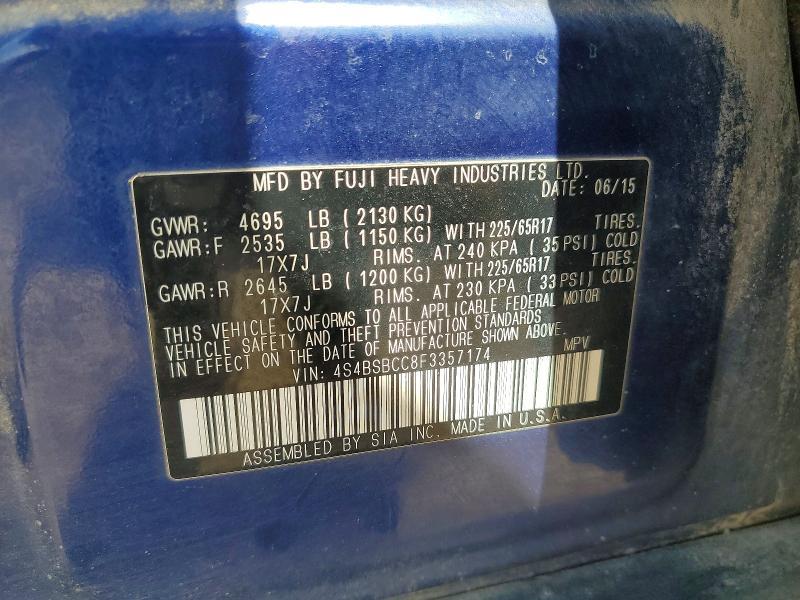 MFD BY FUJI HEAVY INDUSTRIES LTD.
DATE: 06/15
GVWR: 4695 LB ( 2130 KG)
GAWR:F 2535 LB ( 1150 KG) WITH 225/65R17 TIRES.
17X7J RIMS. AT 240 KPA ( 35 PSI) COLD
GAWR:R 2645 LB ( 1200 KG) WITH 225/65R17 TIRES.
17X7J RIMS. AT 230 KPA ( 33 PSI) COLD
THIS VEHICLE CONFORMS TO ALL APPLICABLE FEDERAL MOTOR
VEHICLE SAFETY AND THEFT PREVENTION STANDARDS
IN EFFECT ON THE DATE OF MANUFACTURE SHOWN ABOVE.
VIN: 4S4BSBCC8F3357174 MPV
ASSEMBLED BY SIA INC. MADE IN U.S.A.